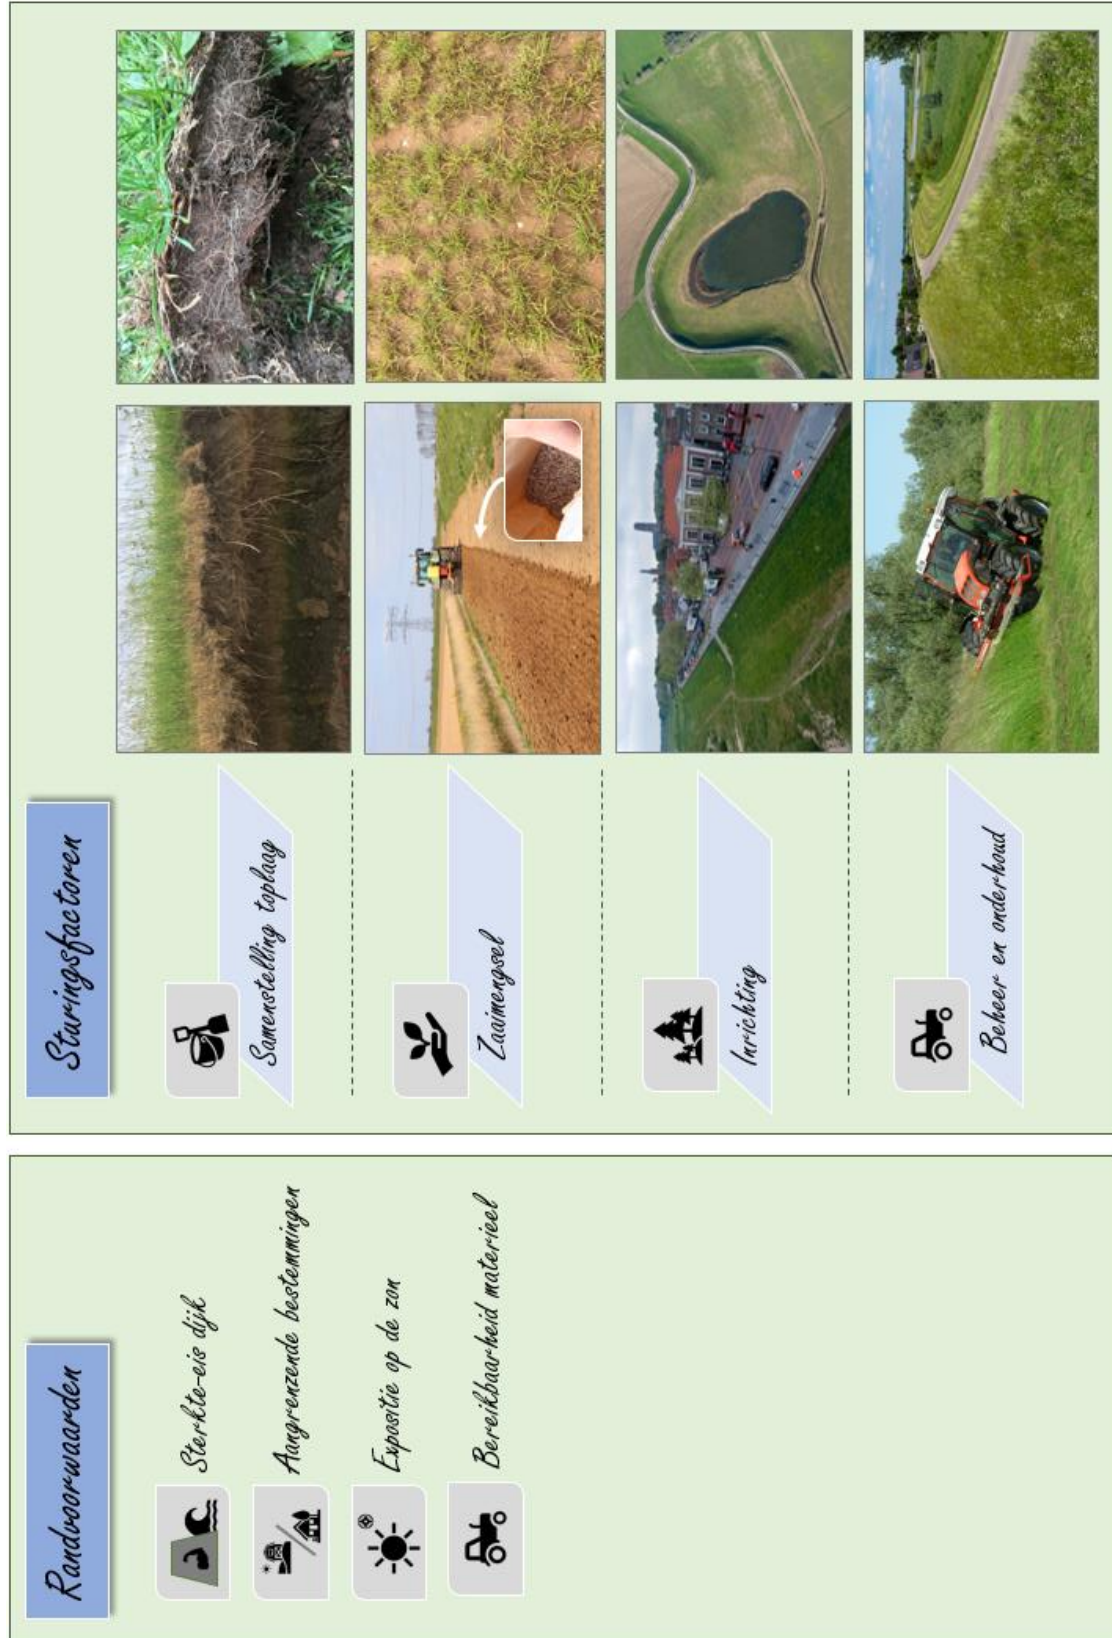 Randvoorwaarden
Sterkte-eis dijk
Aangrenzende bestemmingen
Expositie op de zon
Bereikbaarheid materieel
Sturingsfactoren
Samenstelling toplaag
Zaaimengsel
Inrichting
Beheer en onderhoud